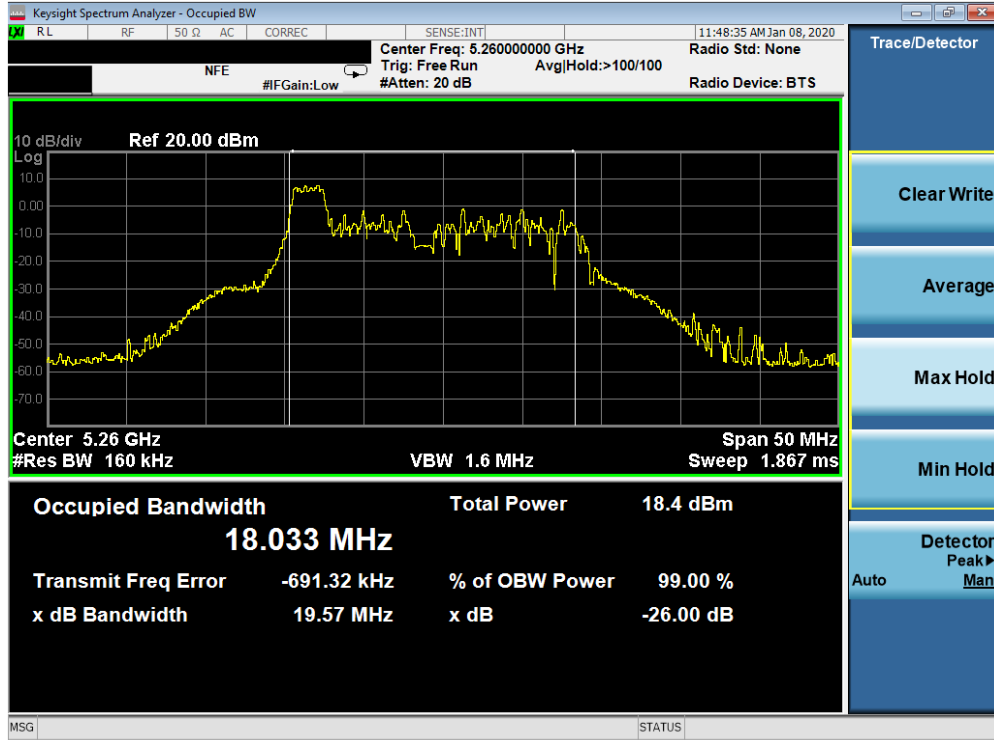 Keysight Spectrum Analyzer - Occupied BW
LXI RL RF 50 Ω AC CORREC SENSE:INT 11:48:35 AM Jan 08, 2020
Center Freq: 5.260000000 GHz Radio Std: None
NFE Trig: Free Run Avg|Hold:>100/100
#IFGain:Low #Atten: 20 dB Radio Device: BTS
10 dB/div Ref 20.00 dBm
Log
10.0
0.00
-10.0
-20.0
-30.0
-40.0
-50.0
-60.0
-70.0
Center 5.26 GHz Span 50 MHz
#Res BW 160 kHz VBW 1.6 MHz Sweep 1.867 ms
Occupied Bandwidth Total Power 18.4 dBm
18.033 MHz
Transmit Freq Error -691.32 kHz % of OBW Power 99.00 %
x dB Bandwidth 19.57 MHz x dB -26.00 dB
MSG STATUS
Trace/Detector
Clear Write
Average
Max Hold
Min Hold
Detector
Peak▶
Auto Man